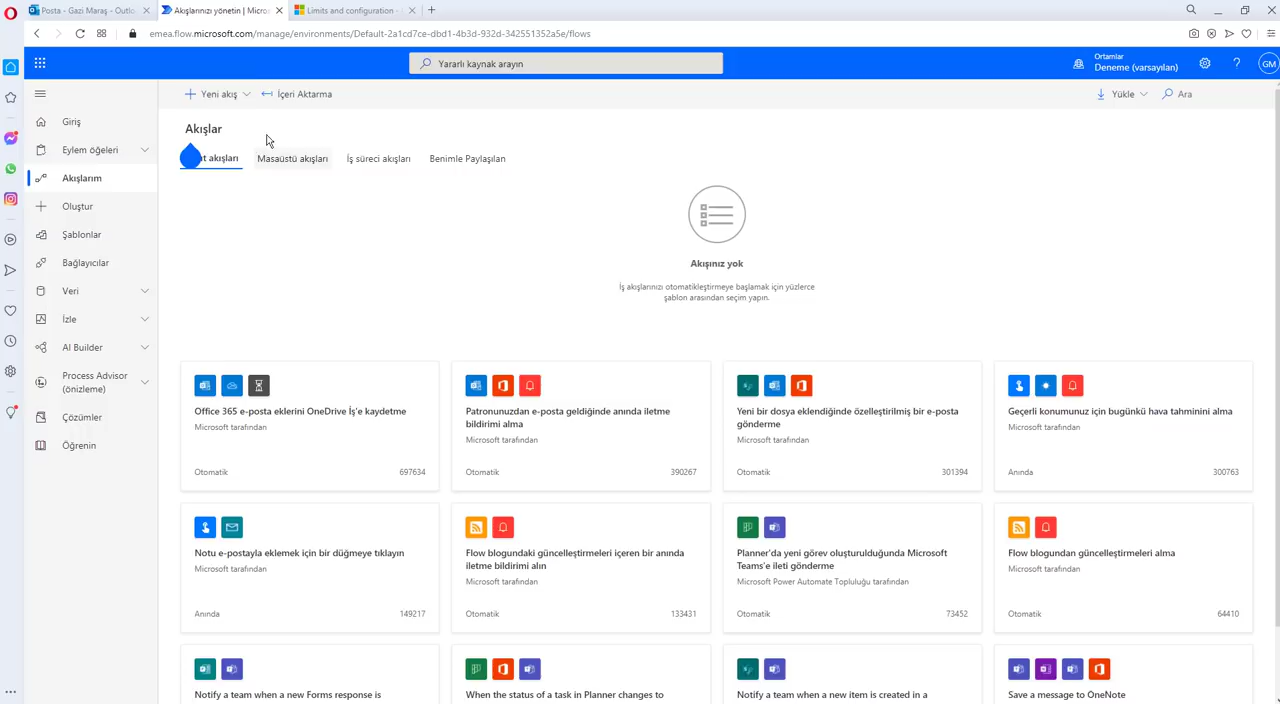 Posta - Gazi Maraş - Outlo
Akışlarınızı yönetin | Micros
Limits and configuration -
emea.flow.microsoft.com/manage/environments/Default-2a1cd7ce-dbd1-4b3d-932d-342551352a5e/flows
Yararlı kaynak arayın
Ortamlar
Deneme (varsayılan)
GM
Yeni akış
İçeri Aktarma
Yükle
Ara
Giriş
Eylem öğeleri
Akışlarım
Oluştur
Şablonlar
Bağlayıcılar
Veri
İzle
AI Builder
Process Advisor
(önizleme)
Çözümler
Öğrenin
Akışlar
akışları
Masaüstü akışları
İş süreci akışları
Benimle Paylaşılan
Akışınız yok
İş akışlarınızı otomatikleştirmeye başlamak için yüzlerce
şablon arasından seçim yapın.
Office 365 e-posta eklerini OneDrive İş'e kaydetme
Microsoft tarafından
Otomatik
697634
Patronunuzdan e-posta geldiğinde anında iletme
bildirimi alma
Microsoft tarafından
Otomatik
390267
Yeni bir dosya eklendiğinde özelleştirilmiş bir e-posta
gönderme
Microsoft tarafından
Otomatik
301394
Geçerli konumunuz için bugünkü hava tahminini alma
Microsoft tarafından
Anında
300763
Notu e-postayla eklemek için bir düğmeye tıklayın
Microsoft tarafından
Anında
149217
Flow blogundaki güncelleştirmeleri içeren bir anında
iletme bildirimi alın
Microsoft tarafından
Otomatik
133431
Planner'da yeni görev oluşturulduğunda Microsoft
Teams'e ileti gönderme
Microsoft Power Automate Topluluğu tarafından
Otomatik
73452
Flow blogundan güncelleştirmeleri alma
Microsoft tarafından
Otomatik
64410
Notify a team when a new Forms response is
When the status of a task in Planner changes to
Notify a team when a new item is created in a
Save a message to OneNote